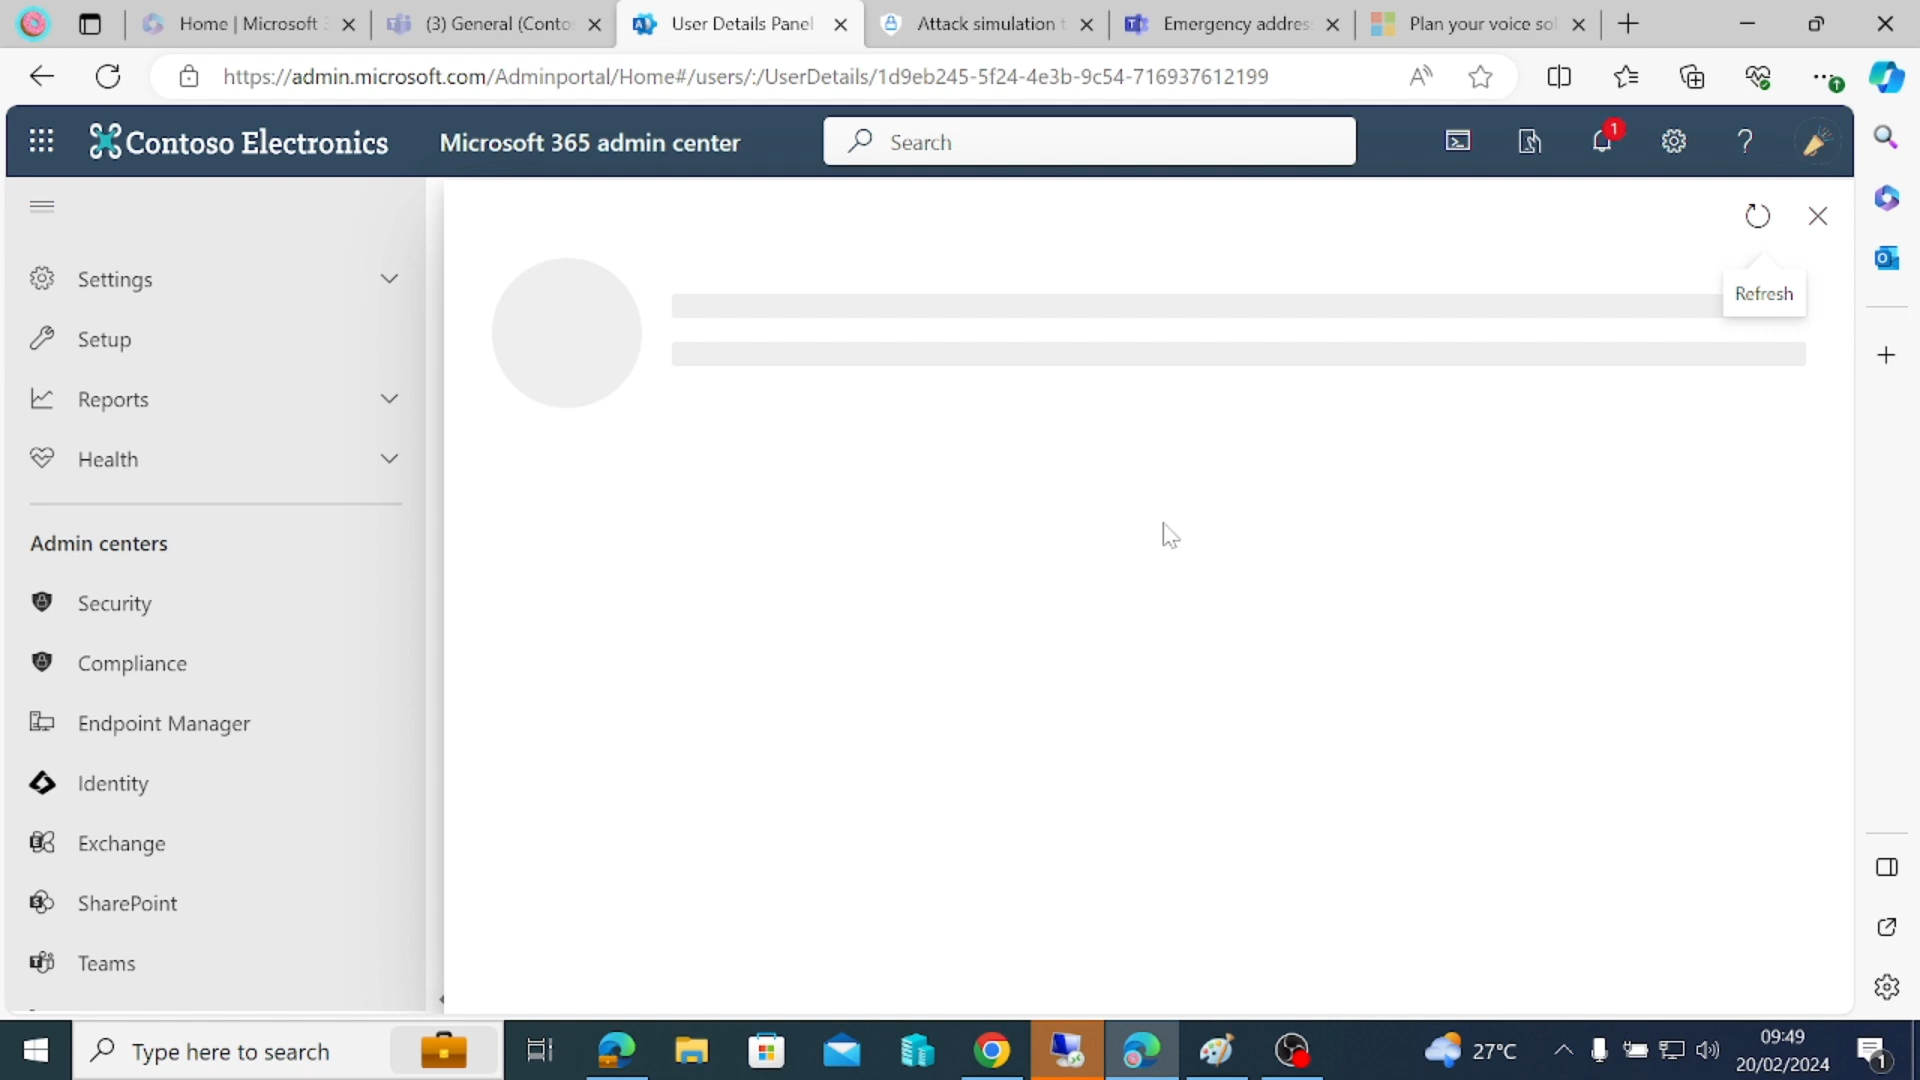 Home | Microsoft 3
(3) General (Conto
User Details Panel
Attack simulation t
Emergency addres
Plan your voice sol
https://admin.microsoft.com/Adminportal/Home#/users/:/UserDetails/1d9eb245-5f24-4e3b-9c54-716937612199
Contoso Electronics
Microsoft 365 admin center
Search
1
Refresh
Settings
Setup
Reports
Health
Admin centers
Security
Compliance
Endpoint Manager
Identity
Exchange
SharePoint
Teams
Type here to search
27°C
09:49
20/02/2024
1